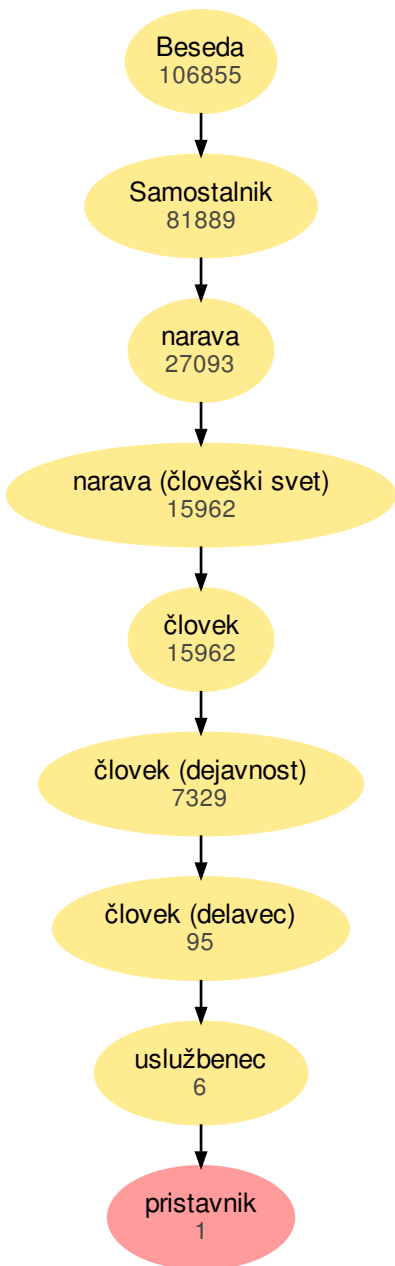 Beseda
106855
Samostalnik
81889
narava
27093
narava (človeški svet)
15962
človek
15962
človek (dejavnost)
7329
človek (delavec)
95
uslužbenec
6
pristavnik
1